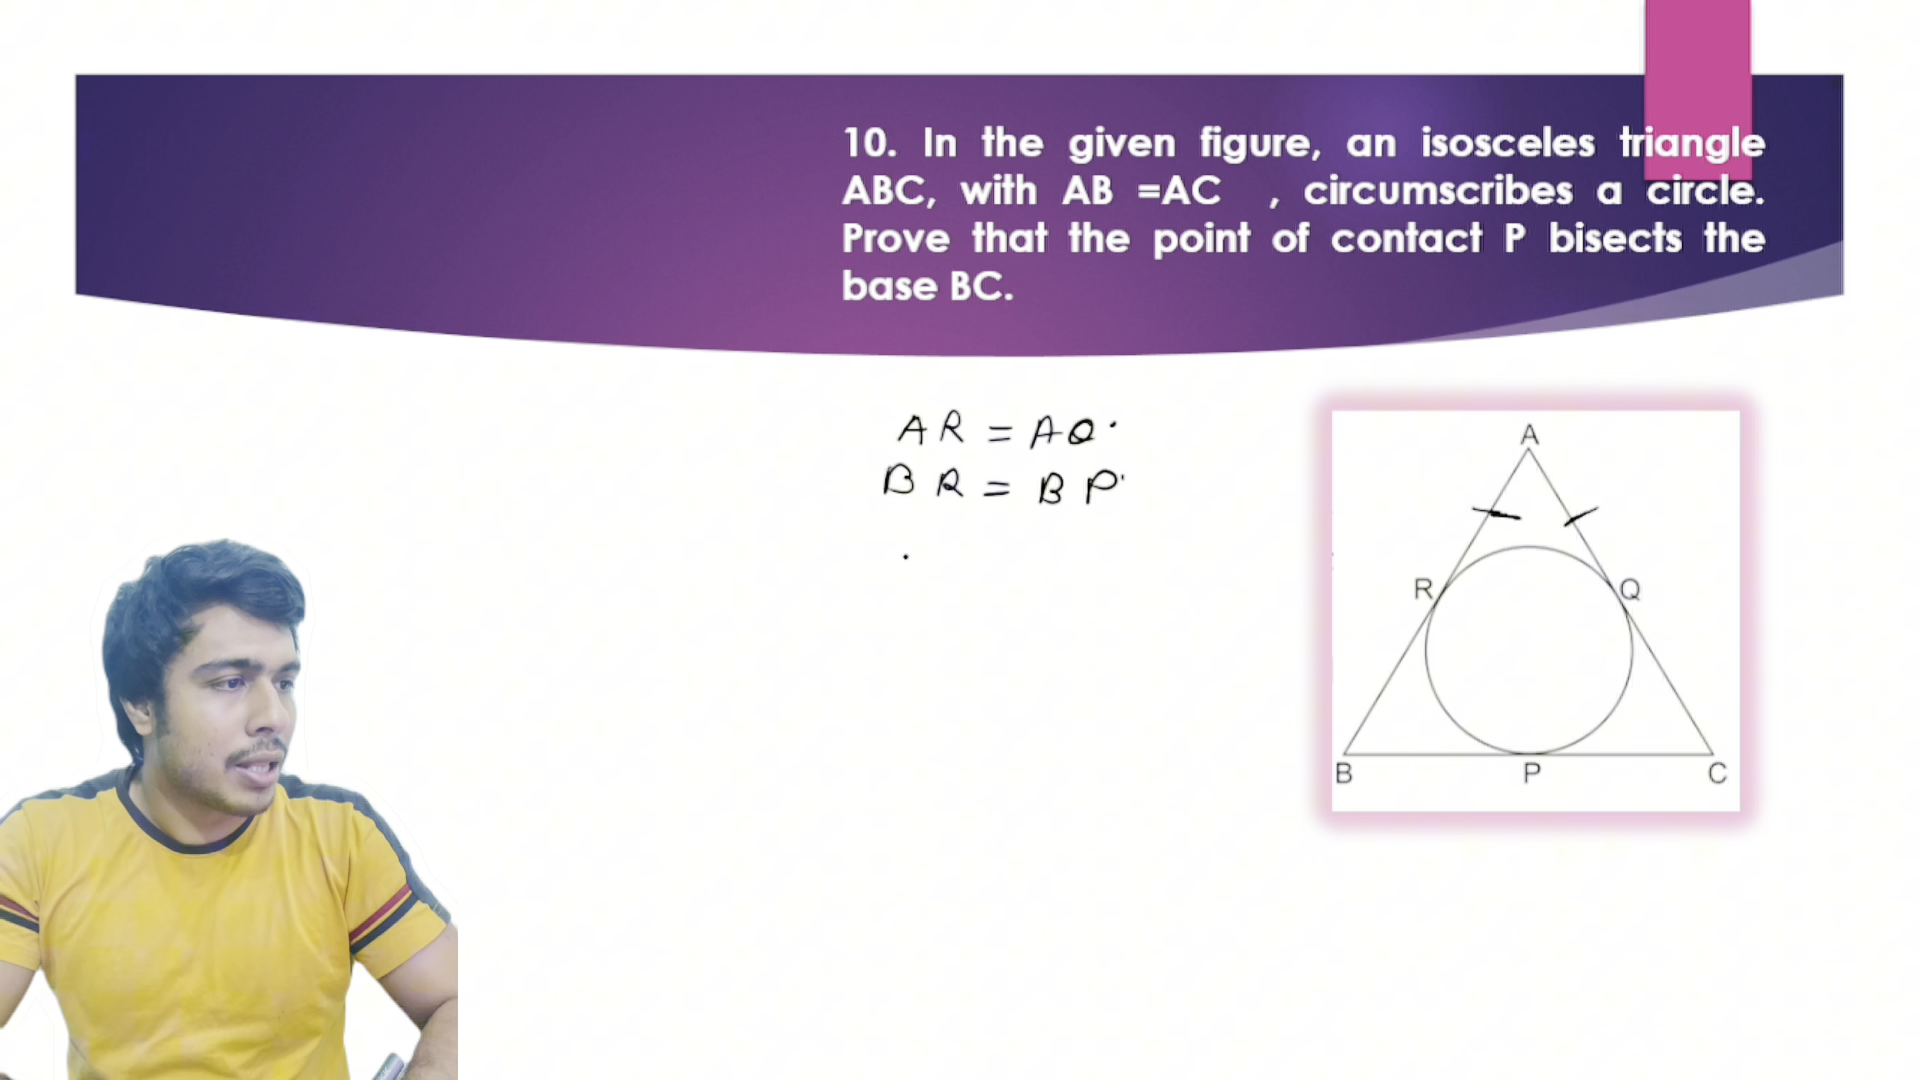 10. In the given figure, an isosceles triangle
ABC, with AB =AC , circumscribes a circle.
Prove that the point of contact P bisects the
base BC.
AR = AQ
BR = BP
A
R
Q
B
P
C